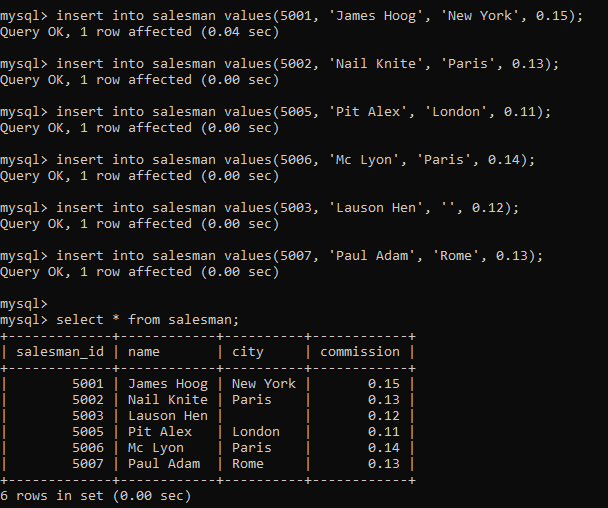 mysql> insert into salesman values(5001, 'James Hoog', 'New York', 0.15);
Query OK, 1 row affected (0.04 sec)
mysql> insert into salesman values(5002, 'Nail Knite', 'Paris', 0.13);
Query OK, 1 row affected (0.00 sec)
mysql> insert into salesman values(5005, 'Pit Alex', 'London', 0.11);
Query OK, 1 row affected (0.00 sec)
mysql> insert into salesman values(5006, 'Mc Lyon', 'Paris', 0.14);
Query OK, 1 row affected (0.00 sec)
mysql> insert into salesman values(5003, 'Lauson Hen', '', 0.12);
Query OK, 1 row affected (0.00 sec)
mysql> insert into salesman values(5007, 'Paul Adam', 'Rome', 0.13);
Query OK, 1 row affected (0.00 sec)
mysql>
mysql> select * from salesman;
+-------------+------------+----------+------------+
| salesman_id | name       | city     | commission |
+-------------+------------+----------+------------+
|        5001 | James Hoog | New York |       0.15 |
|        5002 | Nail Knite | Paris    |       0.13 |
|        5003 | Lauson Hen |          |       0.12 |
|        5005 | Pit Alex   | London   |       0.11 |
|        5006 | Mc Lyon    | Paris    |       0.14 |
|        5007 | Paul Adam  | Rome     |       0.13 |
+-------------+------------+----------+------------+
6 rows in set (0.00 sec)